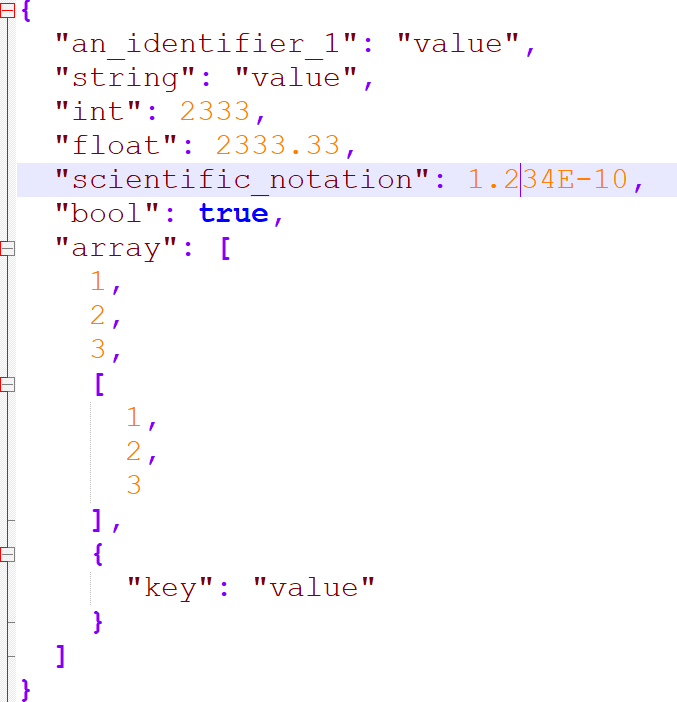 {
  "an_identifier_1": "value",
  "string": "value",
  "int": 2333,
  "float": 2333.33,
  "scientific_notation": 1.234E-10,
  "bool": true,
  "array": [
    1,
    2,
    3,
    [
      1,
      2,
      3
    ],
    {
      "key": "value"
    }
  ]
}